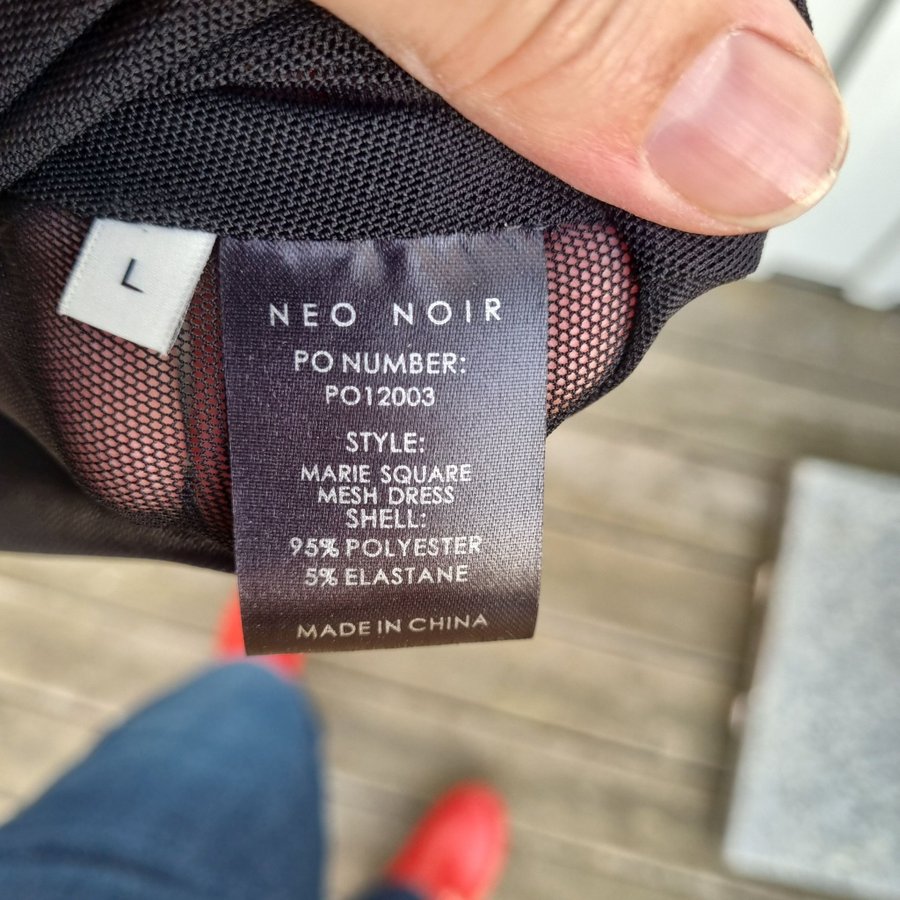 L
NEO NOIR
PO NUMBER:
PO12003
STYLE:
MARIE SQUARE
MESH DRESS
SHELL:
95% POLYESTER
5% ELASTANE
MADE IN CHINA